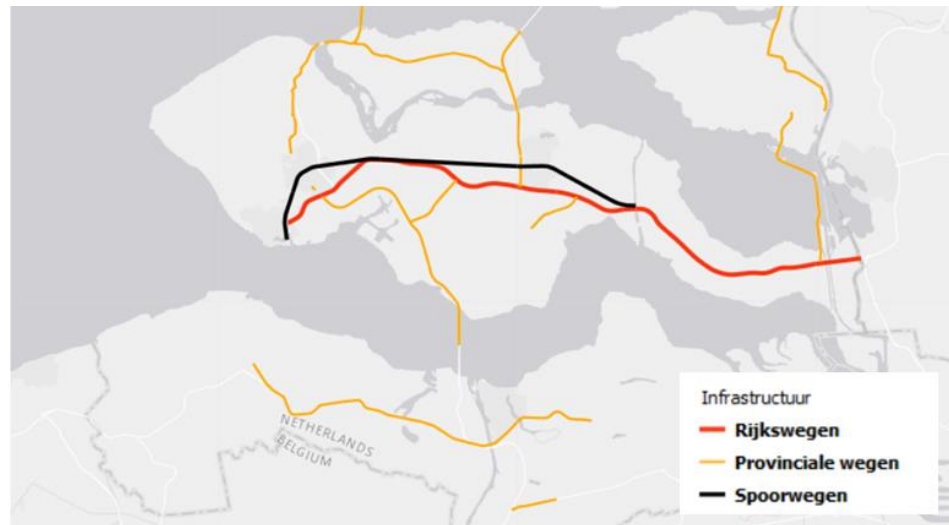 NETHERLANDS
BELGIUM
Infrastructuur
Rijkswegen
Provinciale wegen
Spoorwegen